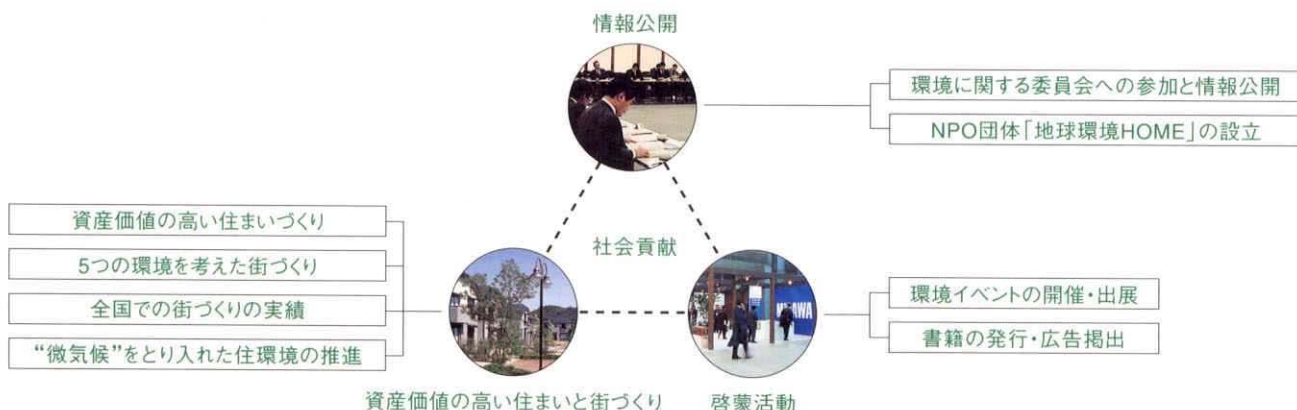 情報公開
環境に関する委員会への参加と情報公開
NPO団体「地球環境HOME」の設立
資産価値の高い住まいづくり
5つの環境を考えた街づくり
全国での街づくりの実績
“微気候”をとり入れた住環境の推進
社会貢献
環境イベントの開催・出展
書籍の発行・広告掲出
資産価値の高い住まいと街づくり
啓蒙活動